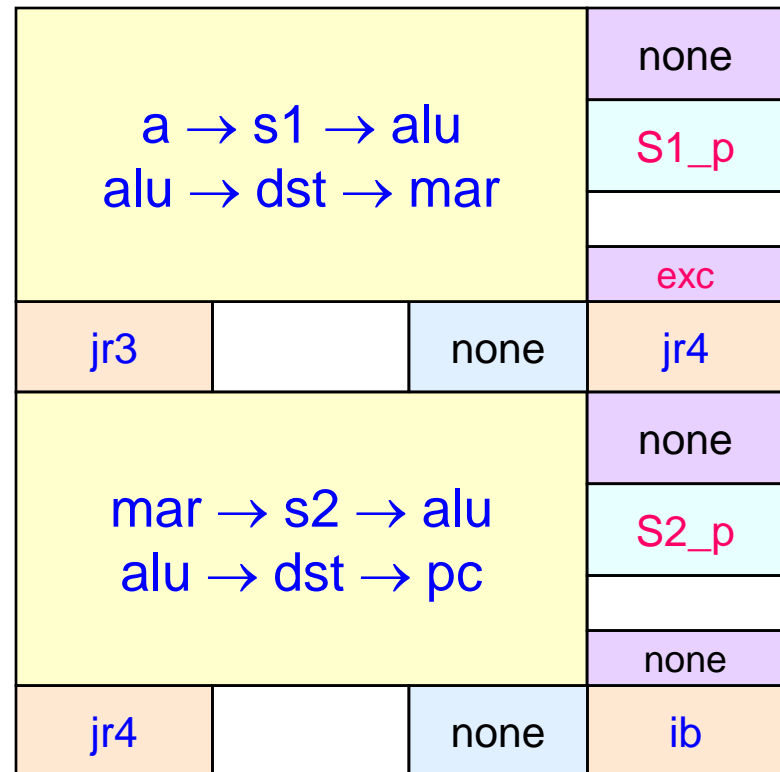 none
a → s1 → alu
S1_p
alu → dst → mar
exc
jr3 none jr4
none
mar → s2 → alu
S2_p
alu → dst → pc
none
jr4 none ib